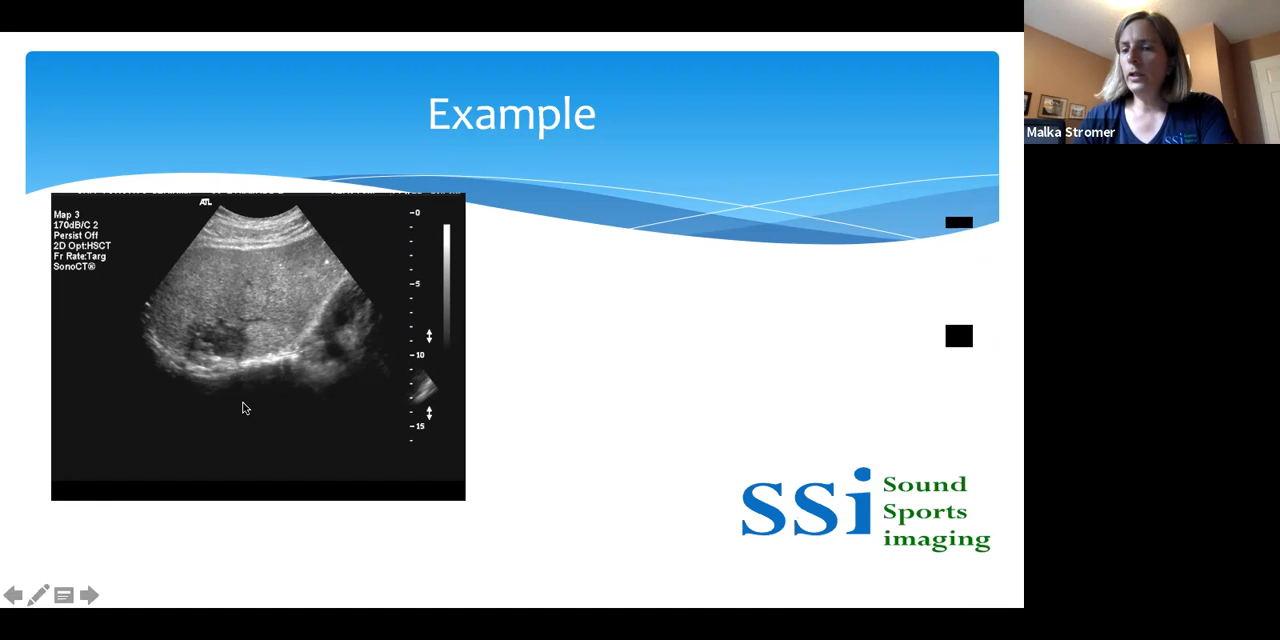 Example
ATL
Map 3
170dB/C 2
Persist Off
2D Opt:HSCT
Fr Rate:Targ
SonoCT®
0
5
10
15
SSi Sound
Sports
imaging
Malka Stromer
ssi